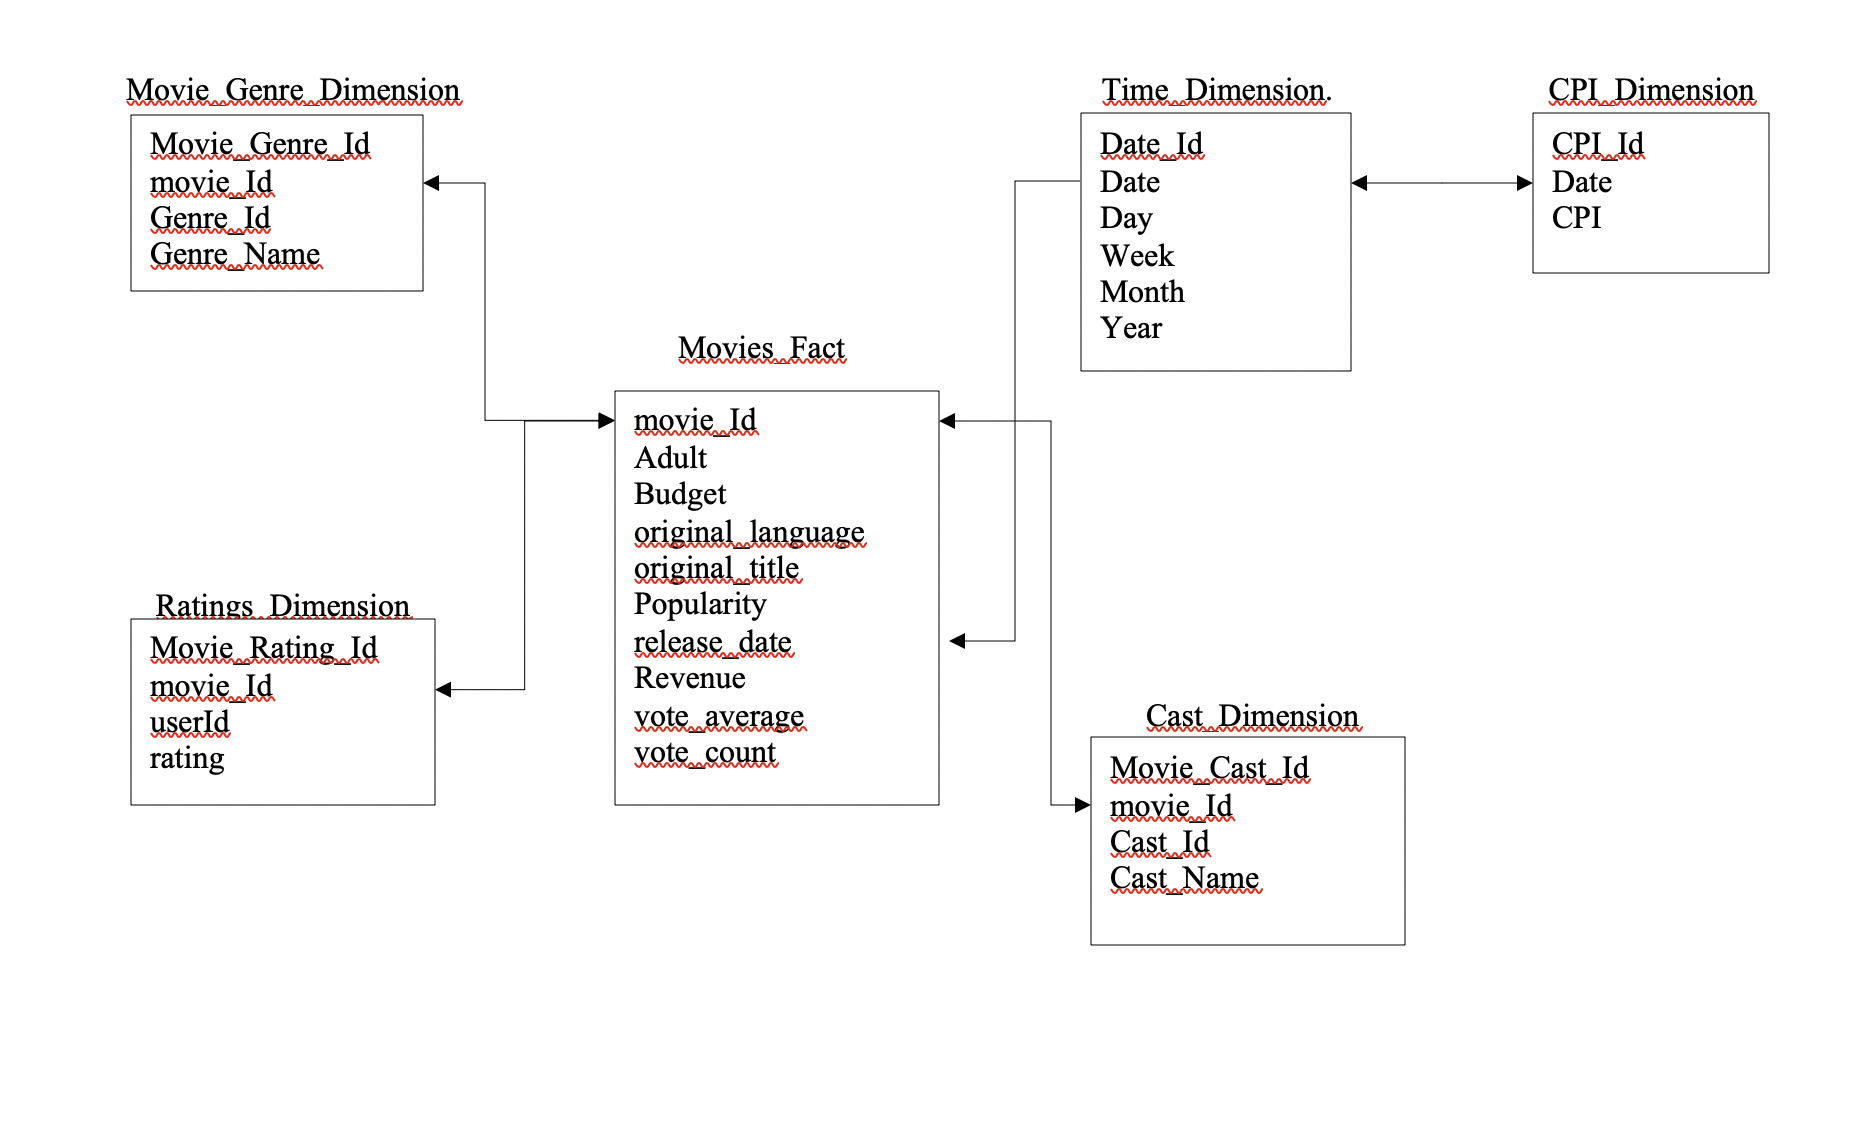 Movie_Genre_Dimension
Movie_Genre_Id
movie_Id
Genre_Id
Genre_Name
Time_Dimension.
Date_Id
Date
Day
Week
Month
Year
CPI_Dimension
CPI_Id
Date
CPI
Movies_Fact
movie_Id
Adult
Budget
original_language
original_title
Popularity
release_date
Revenue
vote_average
vote_count
Ratings_Dimension
Movie_Rating_Id
movie_Id
userId
rating
Cast_Dimension
Movie_Cast_Id
movie_Id
Cast_Id
Cast_Name